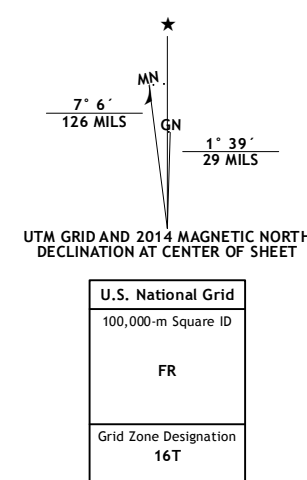 ★
MN
GN
7° 6´
126 MILS
1° 39´
29 MILS
UTM GRID AND 2014 MAGNETIC NORTH
DECLINATION AT CENTER OF SHEET
U.S. National Grid
100,000-m Square ID
FR
Grid Zone Designation
16T